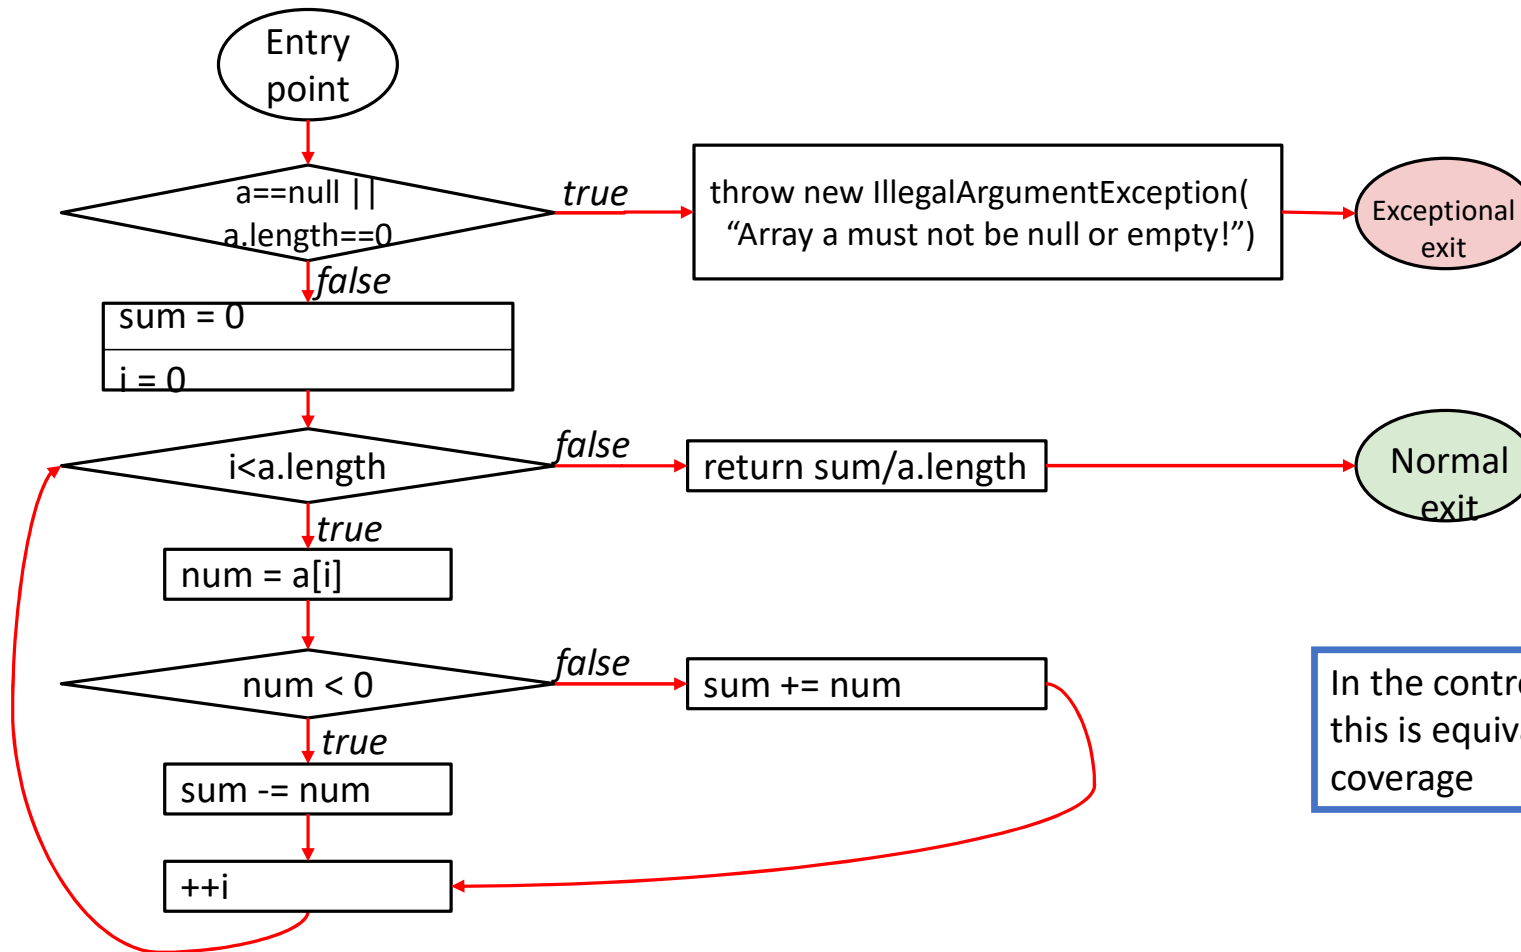 Entry
point
a==null ||
a.length==0
true
throw new IllegalArgumentException(
“Array a must not be null or empty!”)
Exceptional
exit
false
sum = 0
i = 0
i<a.length
false
return sum/a.length
Normal
exit
true
num = a[i]
num < 0
false
sum += num
true
sum -= num
++i
In the
this is
coverage